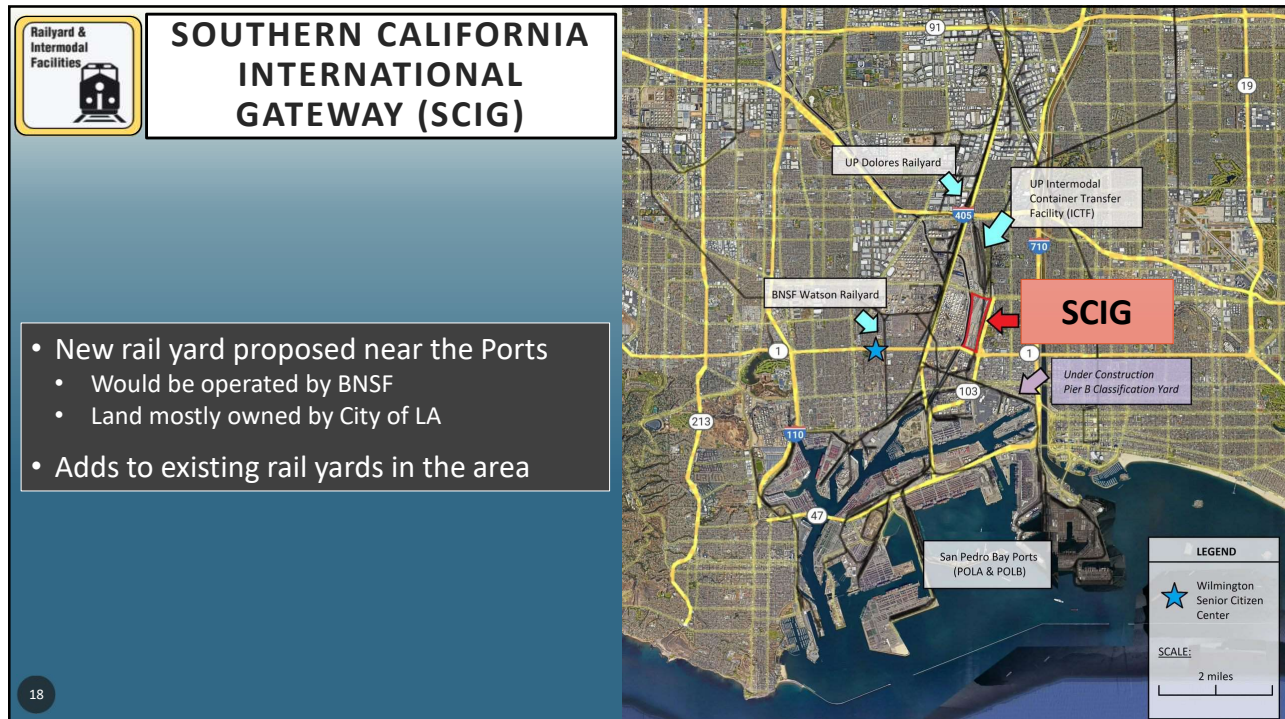 Railyard &
Intermodal
Facilities
SOUTHERN CALIFORNIA
INTERNATIONAL
GATEWAY (SCIG)
• New rail yard proposed near the Ports
• Would be operated by BNSF
• Land mostly owned by City of LA
• Adds to existing rail yards in the area
18
91
19
UP Dolores Railyard
UP Intermodal
Container Transfer
Facility (ICTF)
405
710
BNSF Watson Railyard
SCIG
1
1
Under Construction
Pier B Classification Yard
103
213
110
47
San Pedro Bay Ports
(POLA & POLB)
LEGEND
Wilmington
Senior Citizen
Center
SCALE:
2 miles